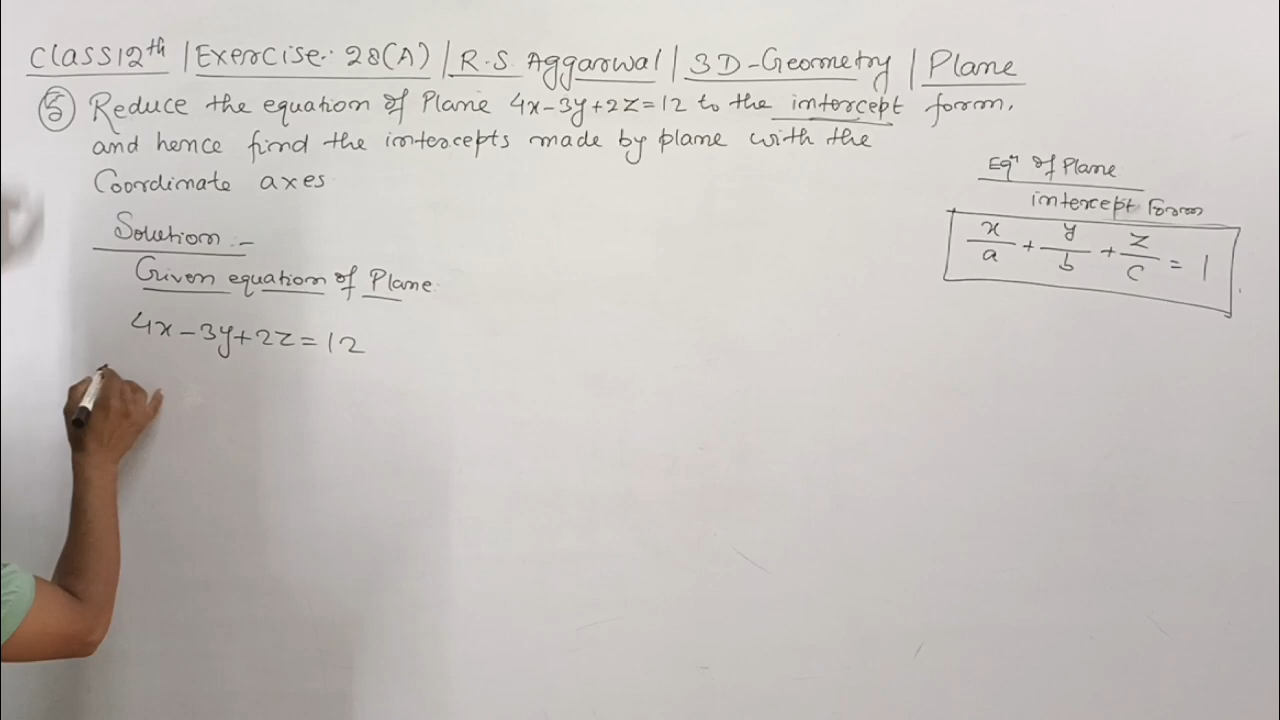 Class 12th | Exercise. 28(A) | R.S. Aggarwal | 3D-Geometry | Plane
⑤ Reduce the equation of Plane 4x-3y+2z=12 to the intercept form,
and hence find the intercepts made by plane with the
Coordinate axes.
Eqn of Plane
intercept Form
x/a + y/b + z/c = 1
Solution:-
Given equation of Plane.
4x-3y+2z=12